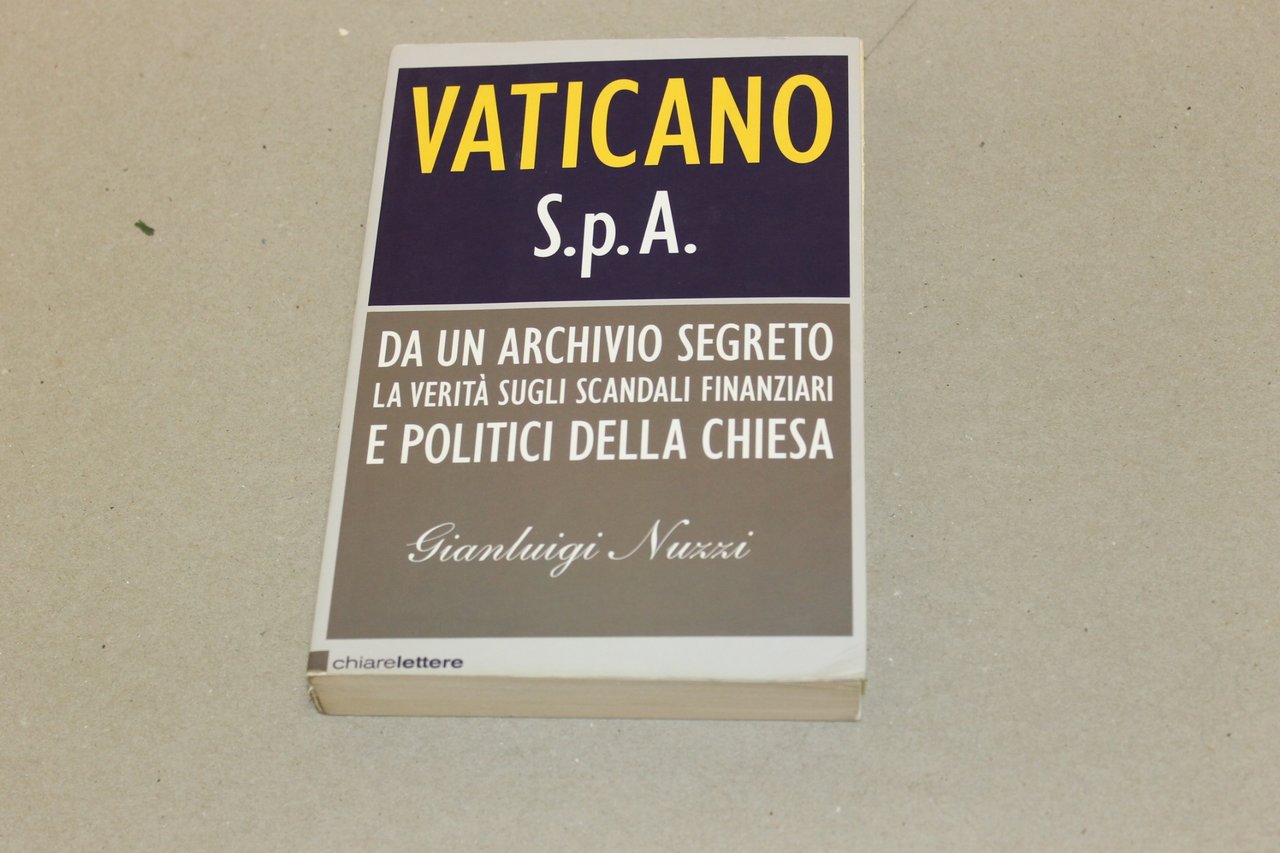 VATICANO
S.p.A.
DA UN ARCHIVIO SEGRETO
LA VERITÀ SUGLI SCANDALI FINANZIARI
E POLITICI DELLA CHIESA
Gianluigi Nuzzi
chiarelettere